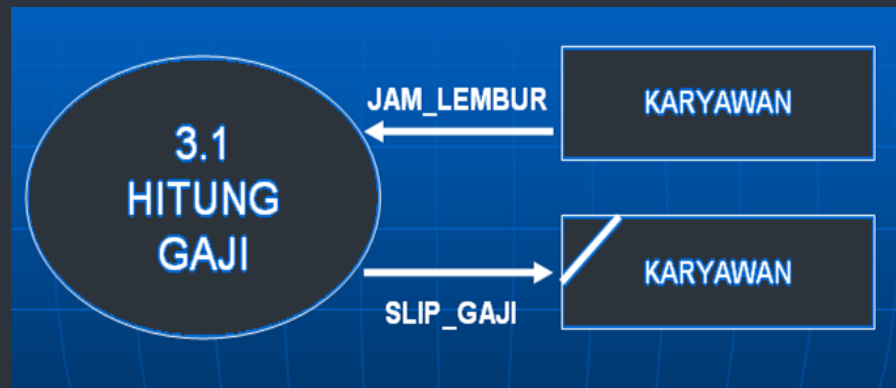 3.1
HITUNG
GAJI
JAM_LEMBUR
KARYAWAN
SLIP_GAJI
KARYAWAN